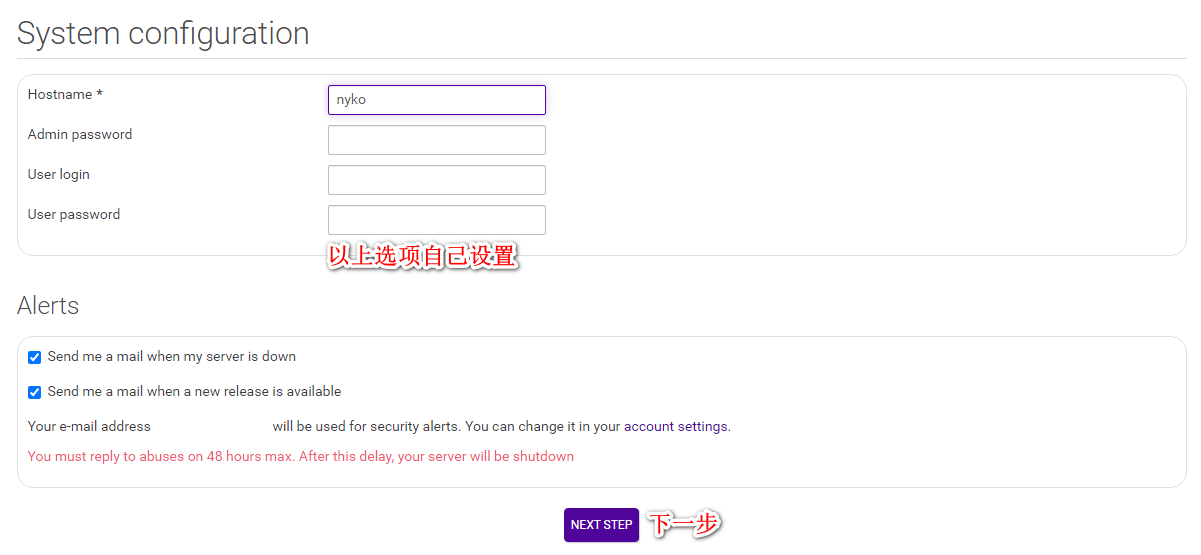 System configuration
Hostname *
nyko
Admin password
User login
User password
以上选项自己设置
Alerts
Send me a mail when my server is down
Send me a mail when a new release is available
Your e-mail address will be used for security alerts. You can change it in your account settings.
You must reply to abuses on 48 hours max. After this delay, your server will be shutdown
NEXT STEP 下一步